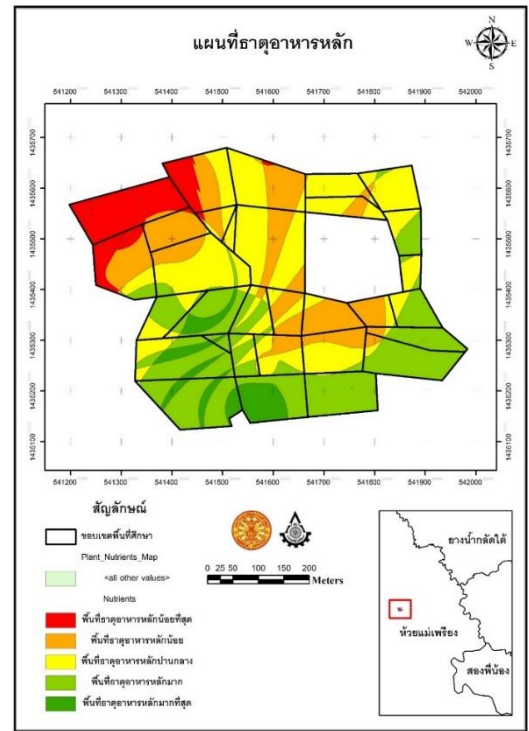 แผนที่ธาตุอาหารหลัก
N
W E
S
541200 541300 541400 541500 541600 541700 541800 541900 542000
1435700
1435600
1435500
1435400
1435300
1435200
1435100
1435700
1435600
1435500
1435400
1435300
1435200
1435100
541200 541300 541400 541500 541600 541700 541800 541900 542000
สัญลักษณ์
ขอบเขตพื้นที่ศึกษา
Plant_Nutrients_Map
<all other values>
Nutrients
พื้นที่ธาตุอาหารหลักน้อยที่สุด
พื้นที่ธาตุอาหารหลักน้อย
พื้นที่ธาตุอาหารหลักปานกลาง
พื้นที่ธาตุอาหารหลักมาก
พื้นที่ธาตุอาหารหลักมากที่สุด
0 25 50 100 150 200
Meters
ยางน้ำกลัดใต้
ห้วยแม่เพรียง
สองพี่น้อง